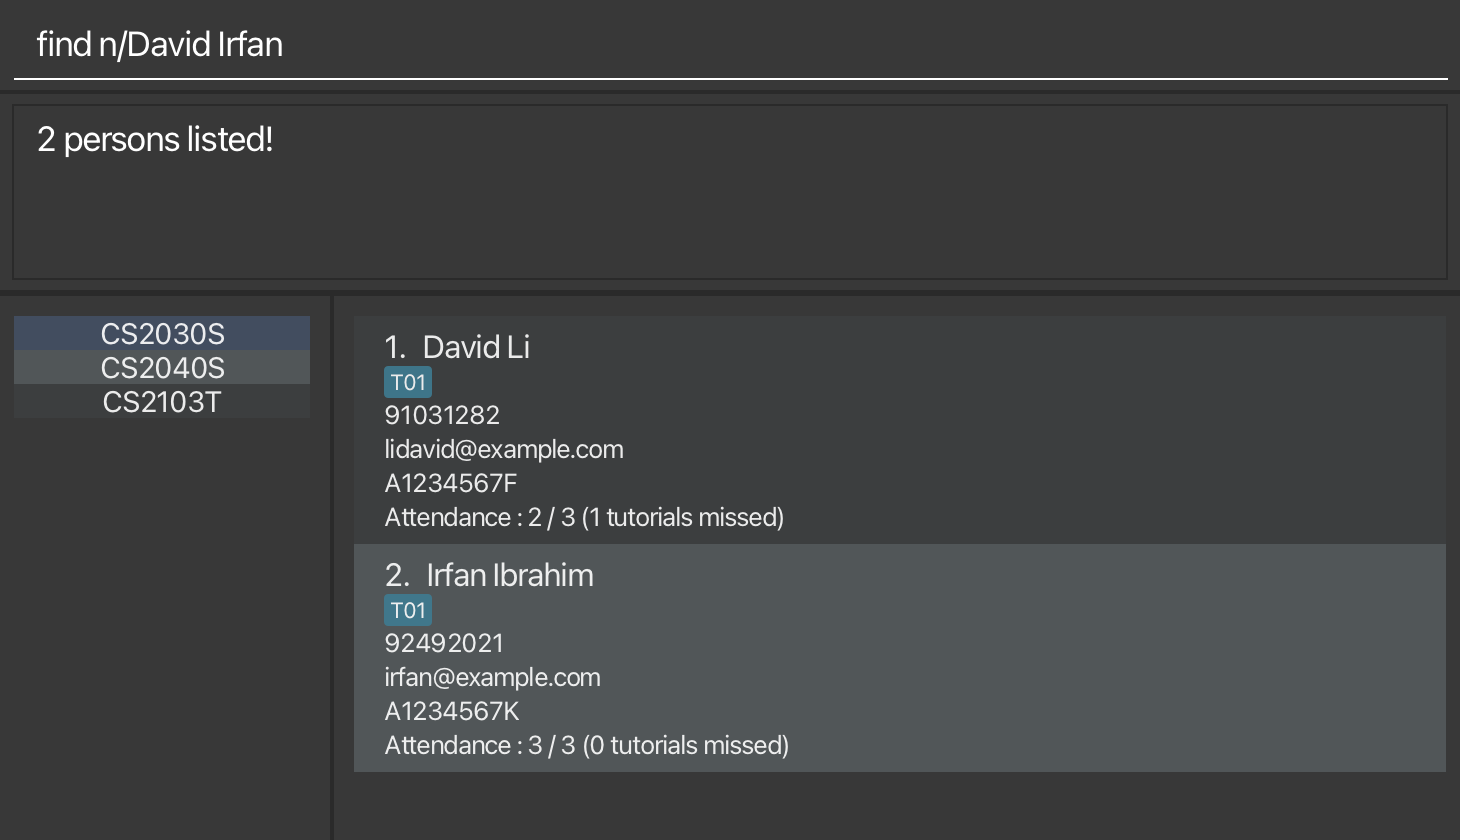 find n/David Irfan
2 persons listed!
CS2030S
CS2040S
CS2103T
1. David Li
T01
91031282
lidavid@example.com
A1234567F
Attendance : 2 / 3 (1 tutorials missed)
2. Irfan Ibrahim
T01
92492021
irfan@example.com
A1234567K
Attendance : 3 / 3 (0 tutorials missed)